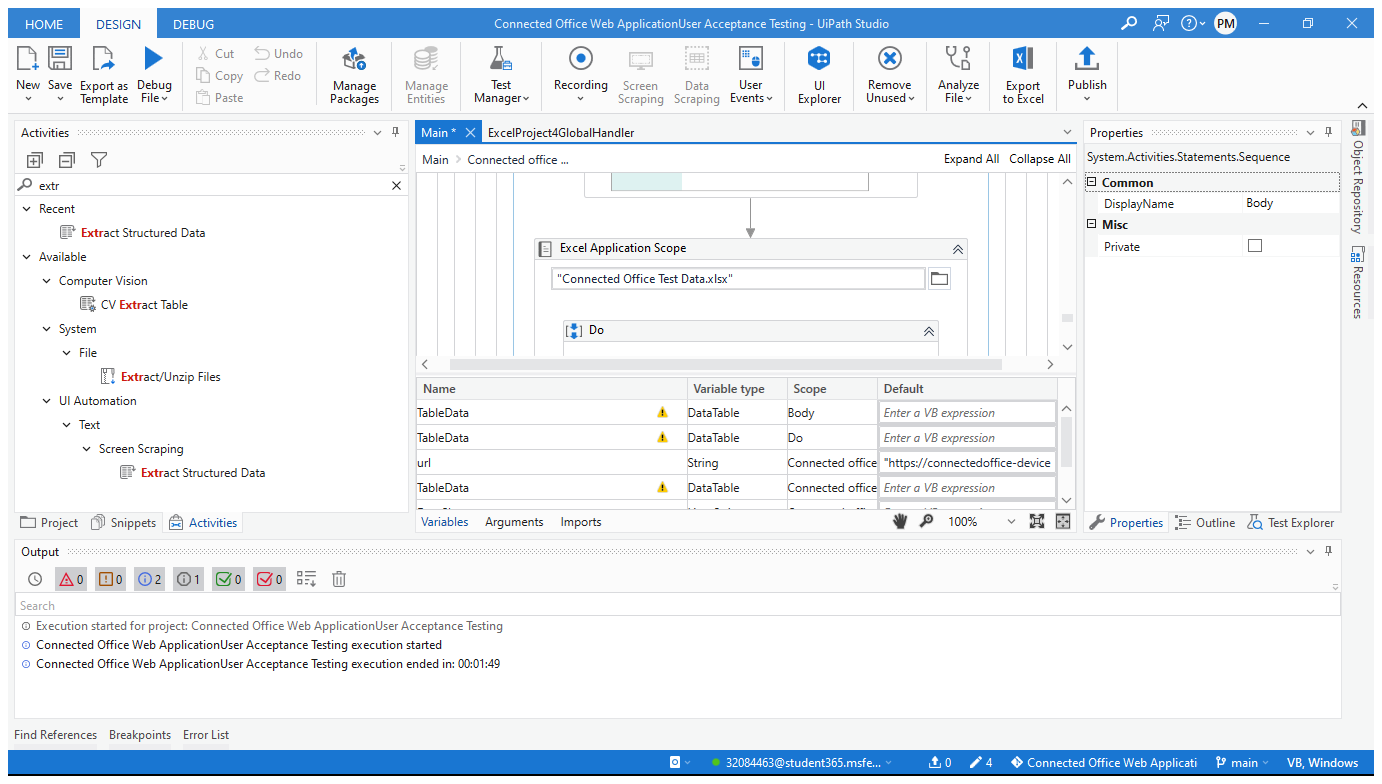 HOME DESIGN DEBUG Connected Office Web ApplicationUser Acceptance Testing - UiPath Studio PM
New Save Export as Template Debug File Cut Copy Paste Undo Redo Manage Packages Manage Entities Test Manager Recording Screen Scraping Data Scraping User Events UI Explorer Remove Unused Analyze File Export to Excel Publish
Activities
extr
Recent
Extract Structured Data
Available
Computer Vision
CV Extract Table
System
File
Extract/Unzip Files
UI Automation
Text
Screen Scraping
Extract Structured Data
Project Snippets Activities
Main * ExcelProject4GlobalHandler
Main Connected office ... Expand All Collapse All
Excel Application Scope
"Connected Office Test Data.xlsx"
Do
Name Variable type Scope Default
TableData DataTable Body Enter a VB expression
TableData DataTable Do Enter a VB expression
url String Connected office "https://connectedoffice-device
TableData DataTable Connected office Enter a VB expression
Variables Arguments Imports 100%
Properties
System.Activities.Statements.Sequence
Common
DisplayName Body
Misc
Private
Properties Outline Test Explorer
Object Repository
Resources
Output
0 0 2 1 0 0
Search
Execution started for project: Connected Office Web ApplicationUser Acceptance Testing
Connected Office Web ApplicationUser Acceptance Testing execution started
Connected Office Web ApplicationUser Acceptance Testing execution ended in: 00:01:49
Find References Breakpoints Error List
32084463@student365.msfe... 0 4 Connected Office Web Applicati main VB, Windows